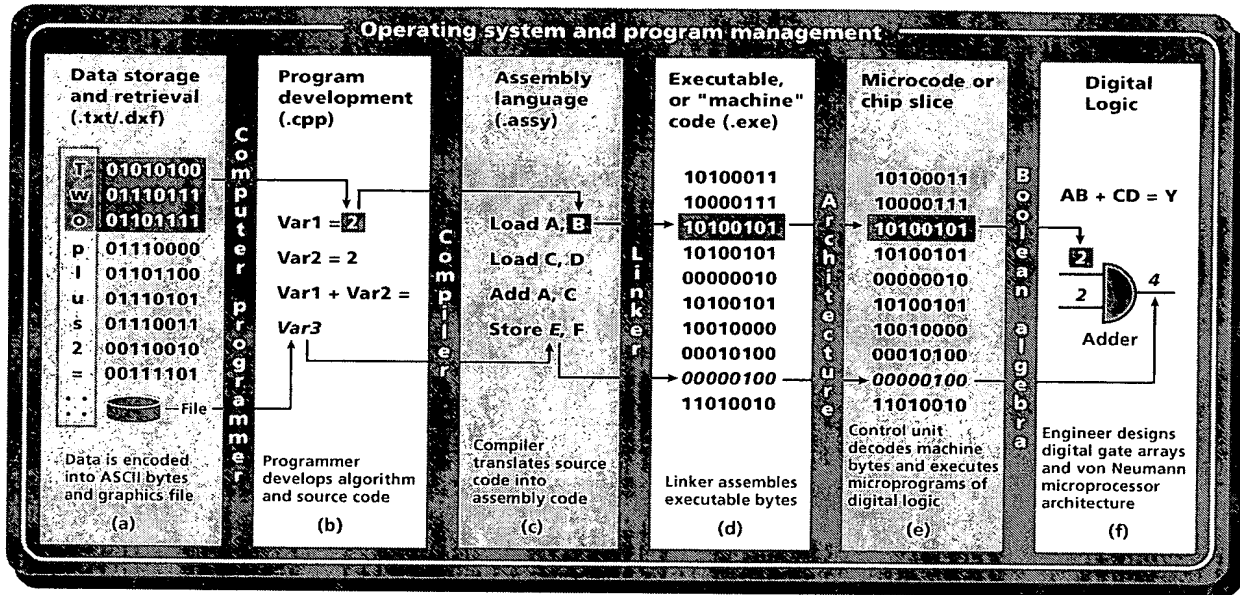 Operating system and program management
Data storage
and retrieval
(.txt/.dxf)
T 01010100
w 01110111
o 01101111
p 01110000
l 01101100
u 01110101
s 01110011
2 00110010
= 00111101
File
Data is encoded
into ASCII bytes
and graphics file
(a)
Computer programmer
Program
development
(.cpp)
Var1 = 2
Var2 = 2
Var1 + Var2 =
Var3
Programmer
develops algorithm
and source code
(b)
Compiler
Assembly
language
(.assy)
Load A, B
Load C, D
Add A, C
Store E, F
Compiler
translates source
code into
assembly code
(c)
Linker
Executable,
or "machine"
code (.exe)
10100011
10000111
10100101
10100101
00000010
10100101
10010000
00010100
00000100
11010010
Linker assembles
executable bytes
(d)
Architecture
Microcode or
chip slice
10100011
10000111
10100101
10100101
00000010
10100101
10010000
00010100
00000100
11010010
Control unit
decodes machine
bytes and executes
microprograms of
digital logic
(e)
Boolean algebra
Digital
Logic
AB + CD = Y
2
2
4
Adder
Engineer designs
digital gate arrays
and von Neumann
microprocessor
architecture
(f)